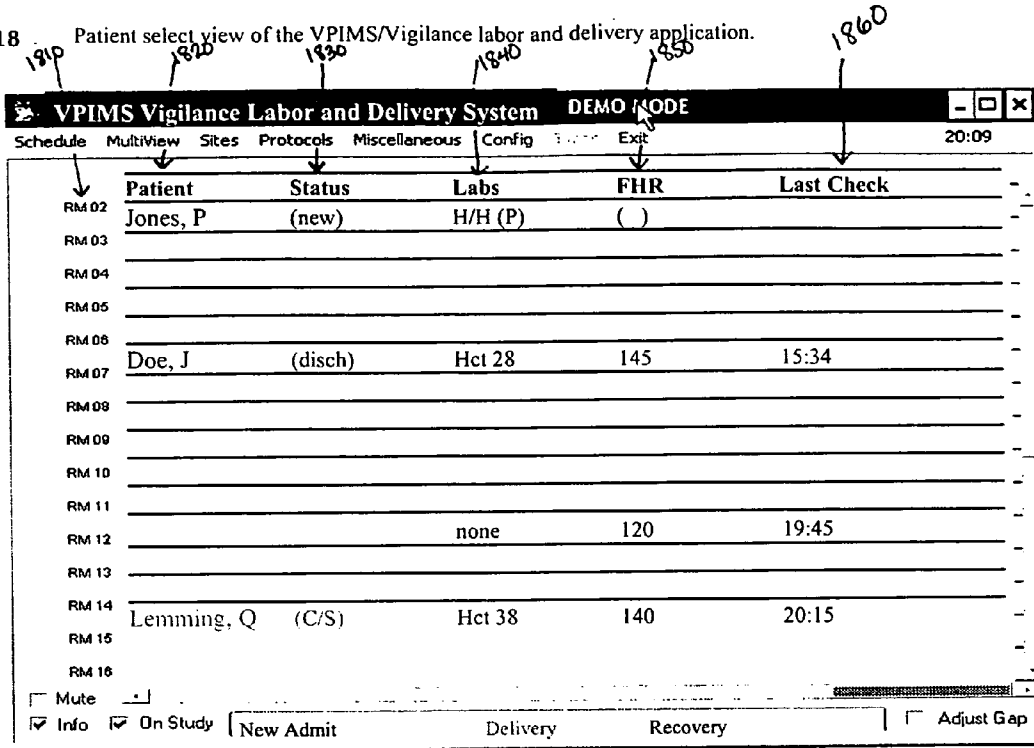 18 Patient select view of the VPIMS/Vigilance labor and delivery application.
1810 1820 1830 1840 1850 1860
VPIMS Vigilance Labor and Delivery System DEMO MODE
Schedule MultiView Sites Protocols Miscellaneous Config Exit 20:09
Patient Status Labs FHR Last Check
RM 02 Jones, P (new) H/H (P) ( )
RM 03
RM 04
RM 05
RM 06
RM 07 Doe, J (disch) Hct 28 145 15:34
RM 08
RM 09
RM 10
RM 11
RM 12 none 120 19:45
RM 13
RM 14
Lemming, Q (C/S) Hct 38 140 20:15
RM 15
RM 16
Mute
Info On Study New Admit Delivery Recovery Adjust Gap